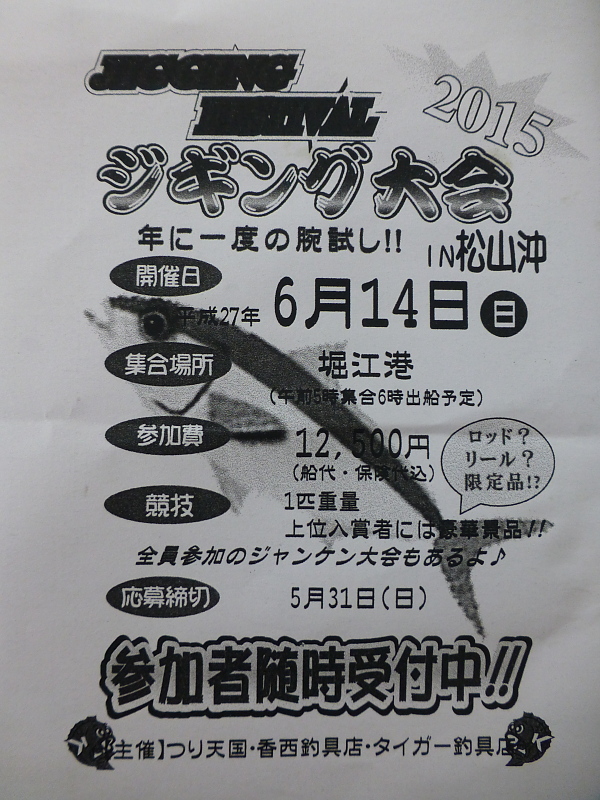 JIGGING
FESTIVAL
2015
ジギング大会
年に一度の腕試し!! IN松山沖
開催日
平成27年 6月14日 日
集合場所 堀江港
(午前5時集合6時出船予定)
参加費 12,500円
(船代・保険代込)
ロッド?
リール?
限定品!?
競技 1匹重量
上位入賞者には豪華景品!!
全員参加のジャンケン大会もあるよ♪
応募締切 5月31日(日)
参加者随時受付中!!
【主催】つり天国・香西釣具店・タイガー釣具店